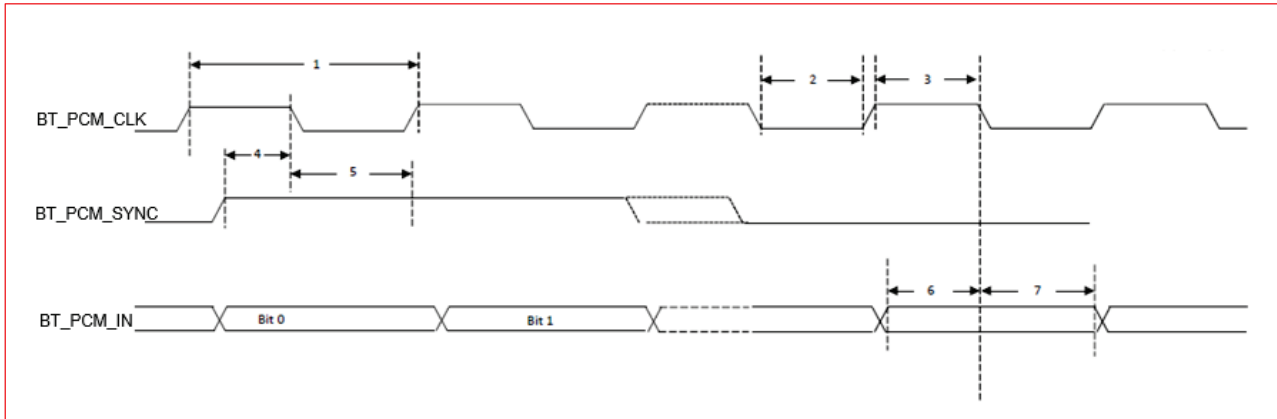 1
2
3
BT_PCM_CLK
4
5
BT_PCM_SYNC
6
7
BT_PCM_IN
Bit 0
Bit 1